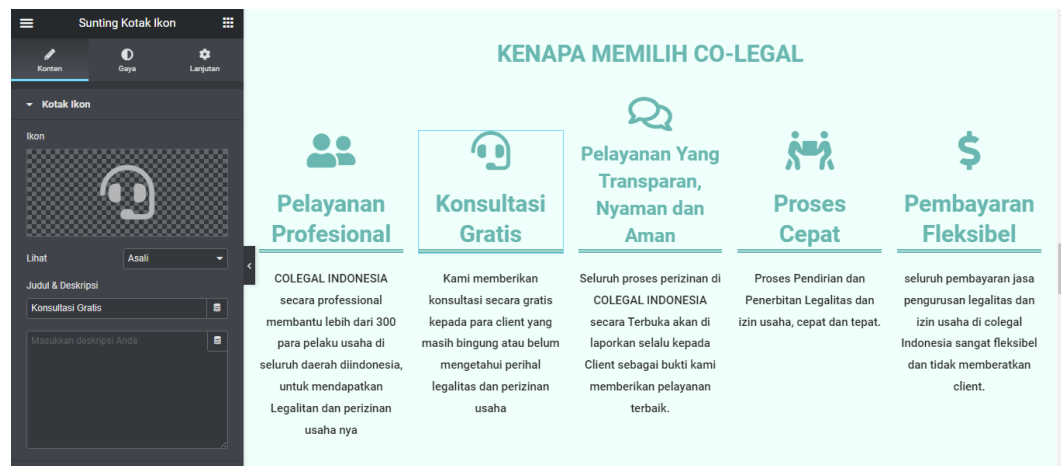 Sunting Kotak Ikon
Konten
Gaya
Lanjutan
Kotak Ikon
Ikon
Lihat
Asali
Judul & Deskripsi
Konsultasi Gratis
Masukkan deskripsi Anda
KENAPA MEMILIH CO-LEGAL
Pelayanan
Profesional
COLEGAL INDONESIA
secara professional
membantu lebih dari 300
para pelaku usaha di
seluruh daerah diindonesia,
untuk mendapatkan
Legalitan dan perizinan
usaha nya
Konsultasi
Gratis
Kami memberikan
konsultasi secara gratis
kepada para client yang
masih bingung atau belum
mengetahui perihal
legalitas dan perizinan
usaha
Pelayanan Yang
Transparan,
Nyaman dan
Aman
Seluruh proses perizinan di
COLEGAL INDONESIA
secara Terbuka akan di
laporkan selalu kepada
Client sebagai bukti kami
memberikan pelayanan
terbaik.
Proses
Cepat
Proses Pendirian dan
Penerbitan Legalitas dan
izin usaha, cepat dan tepat.
Pembayaran
Fleksibel
seluruh pembayaran jasa
pengurusan legalitas dan
izin usaha di colegal
Indonesia sangat fleksibel
dan tidak memberatkan
client.